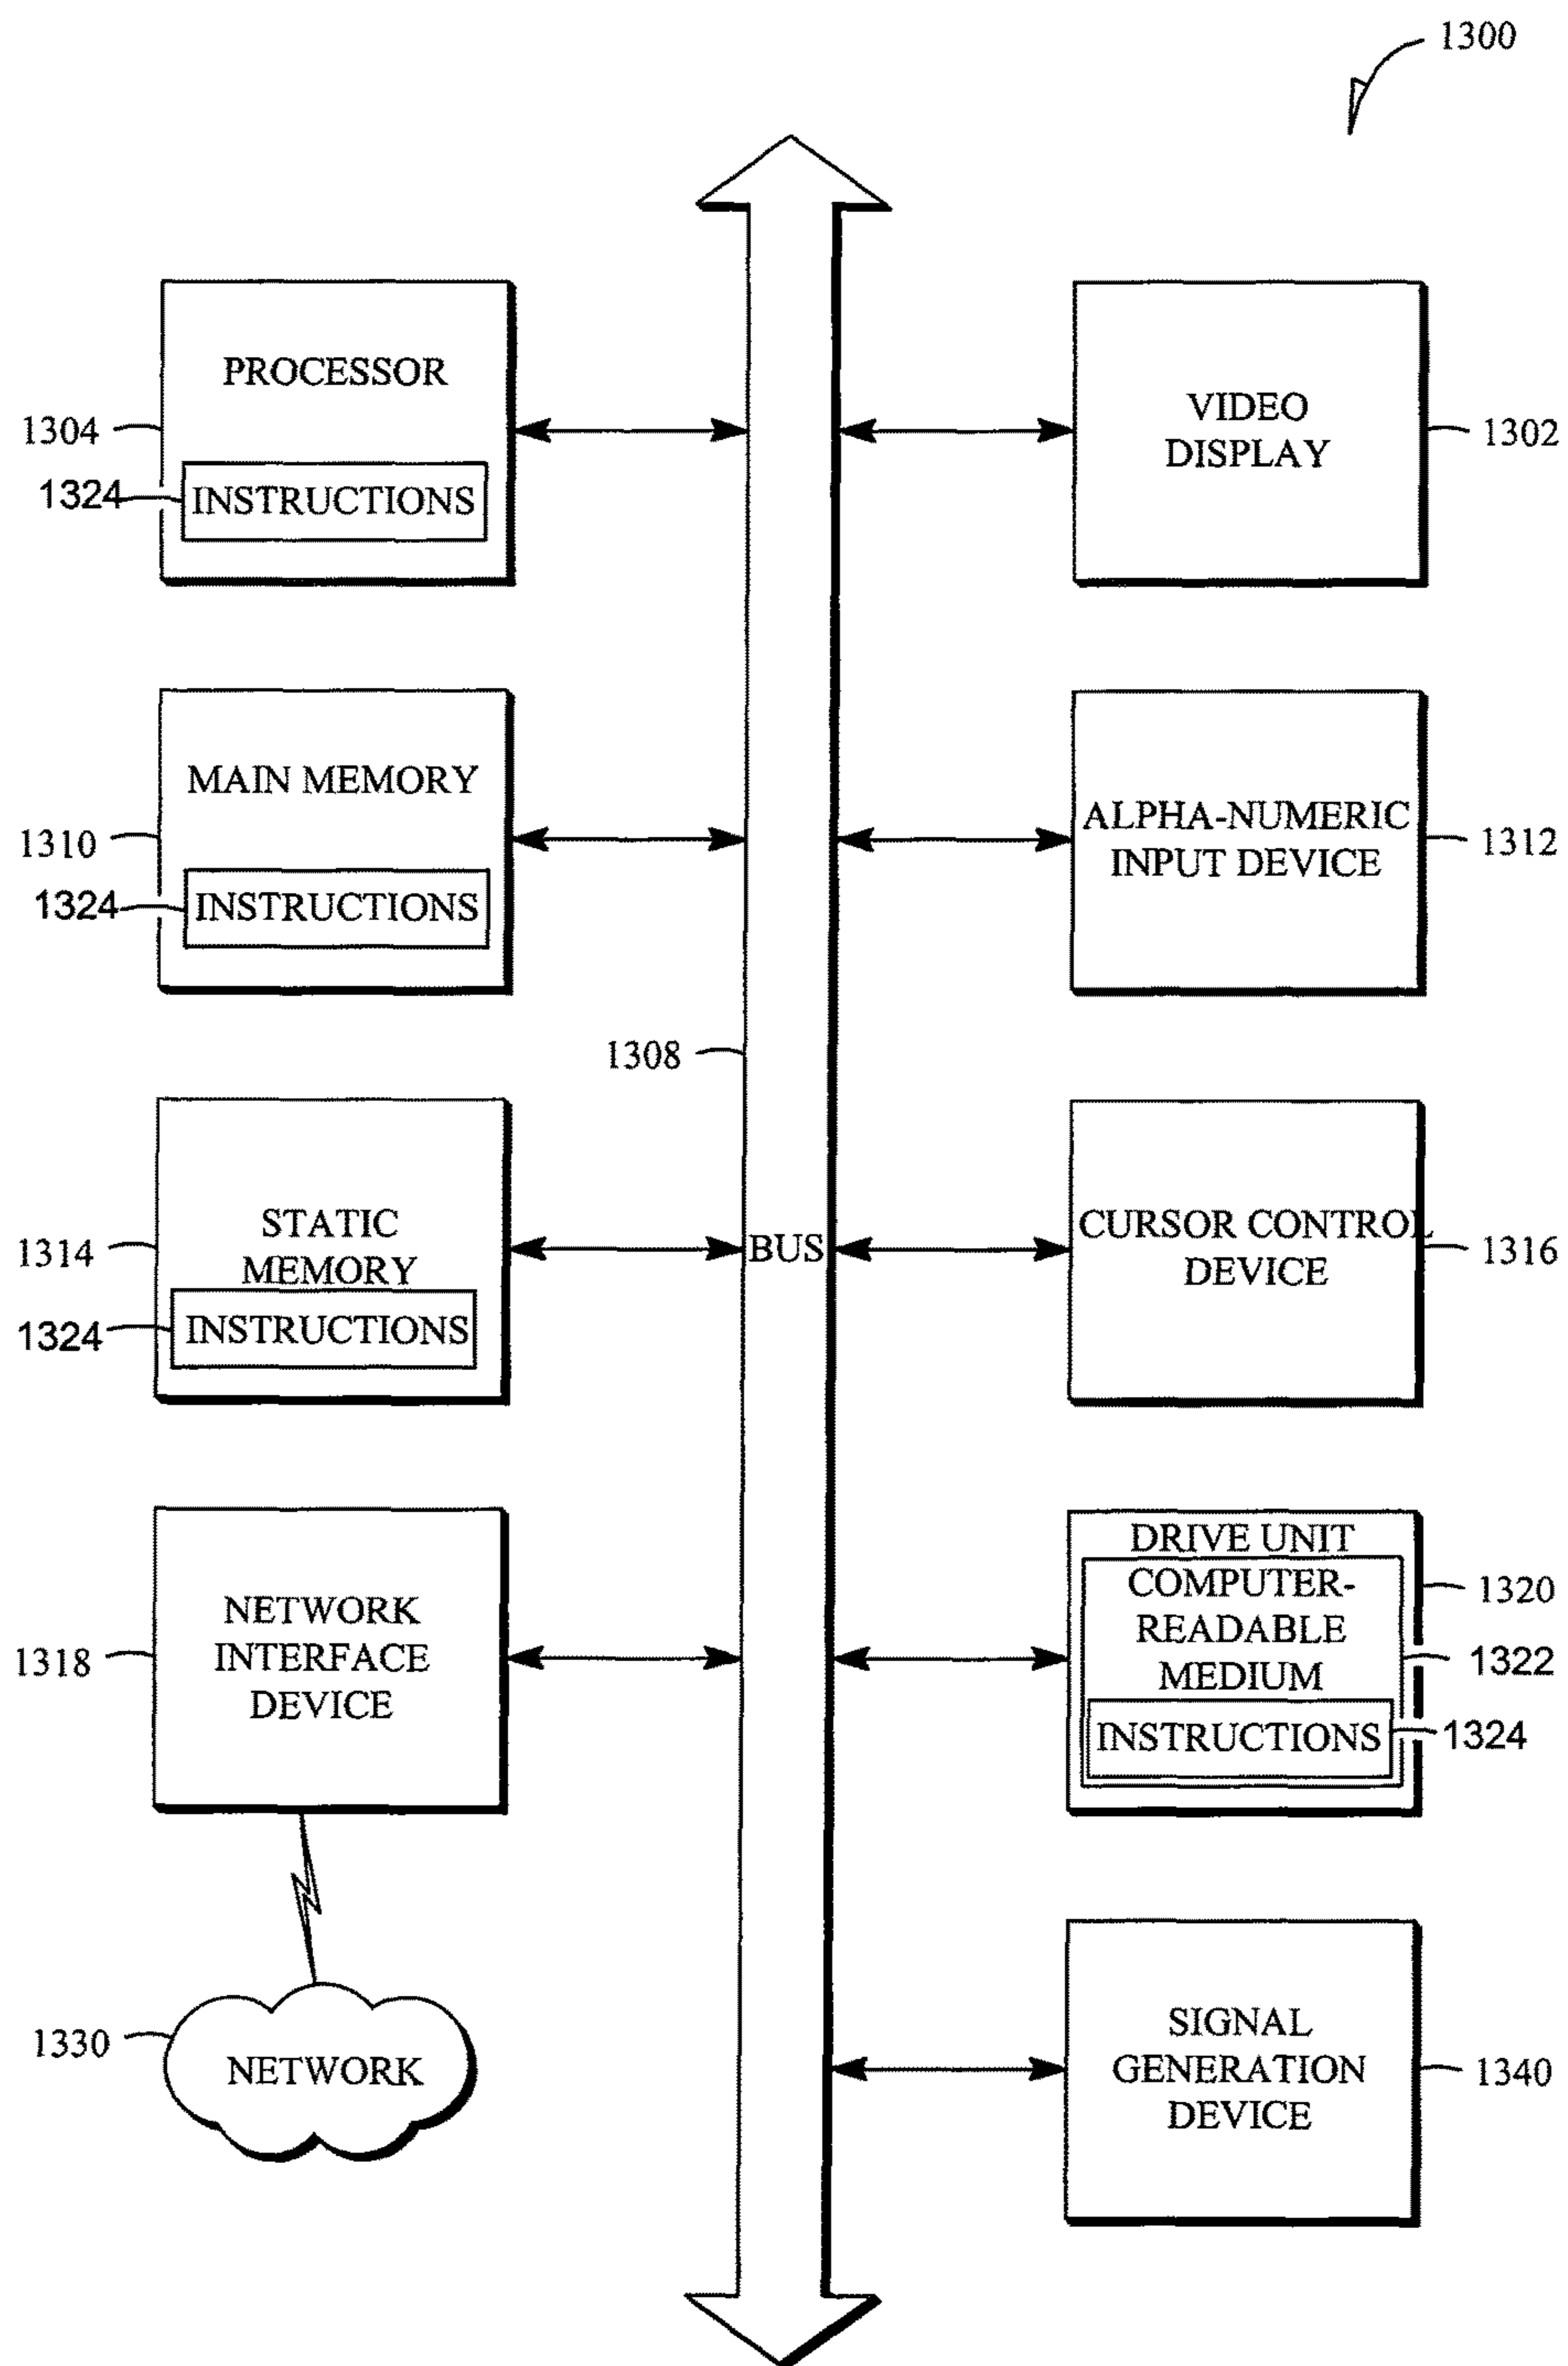 1300
PROCESSOR
1304
1324
INSTRUCTIONS
VIDEO
DISPLAY
1302
MAIN MEMORY
1310
1324
INSTRUCTIONS
ALPHA-NUMERIC
INPUT DEVICE
1312
1308
STATIC
MEMORY
1314
1324
INSTRUCTIONS
BUS
CURSOR CONTROL
DEVICE
1316
NETWORK
INTERFACE
DEVICE
1318
DRIVE UNIT
COMPUTER-
READABLE
MEDIUM
1320
1322
INSTRUCTIONS
1324
1330
NETWORK
SIGNAL
GENERATION
DEVICE
1340